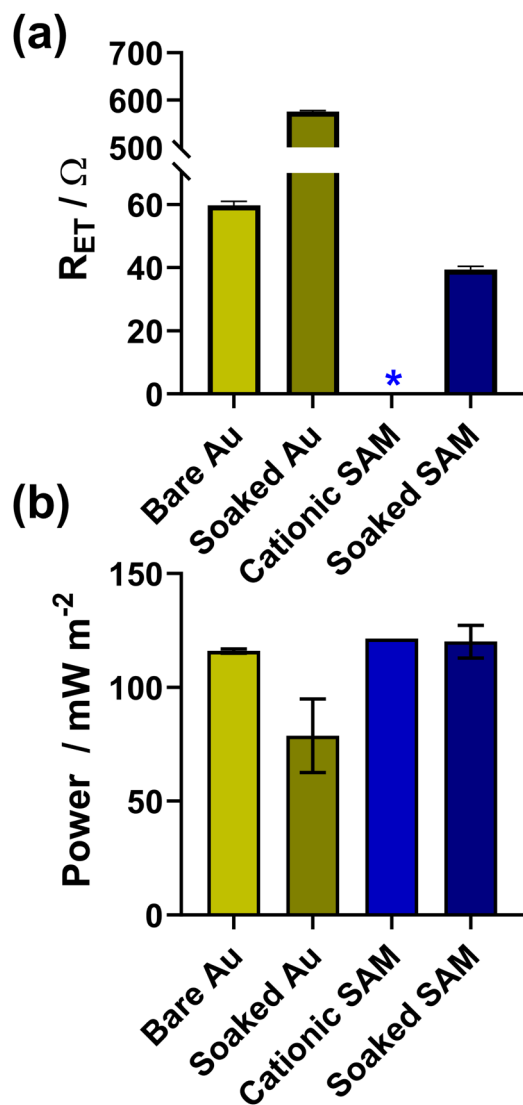 (a)
R_ET / Ω
700
600
500
60
40
20
0
*
Bare Au
Soaked Au
Cationic SAM
Soaked SAM
(b)
Power / mW m⁻²
150
100
50
0
Bare Au
Soaked Au
Cationic SAM
Soaked SAM